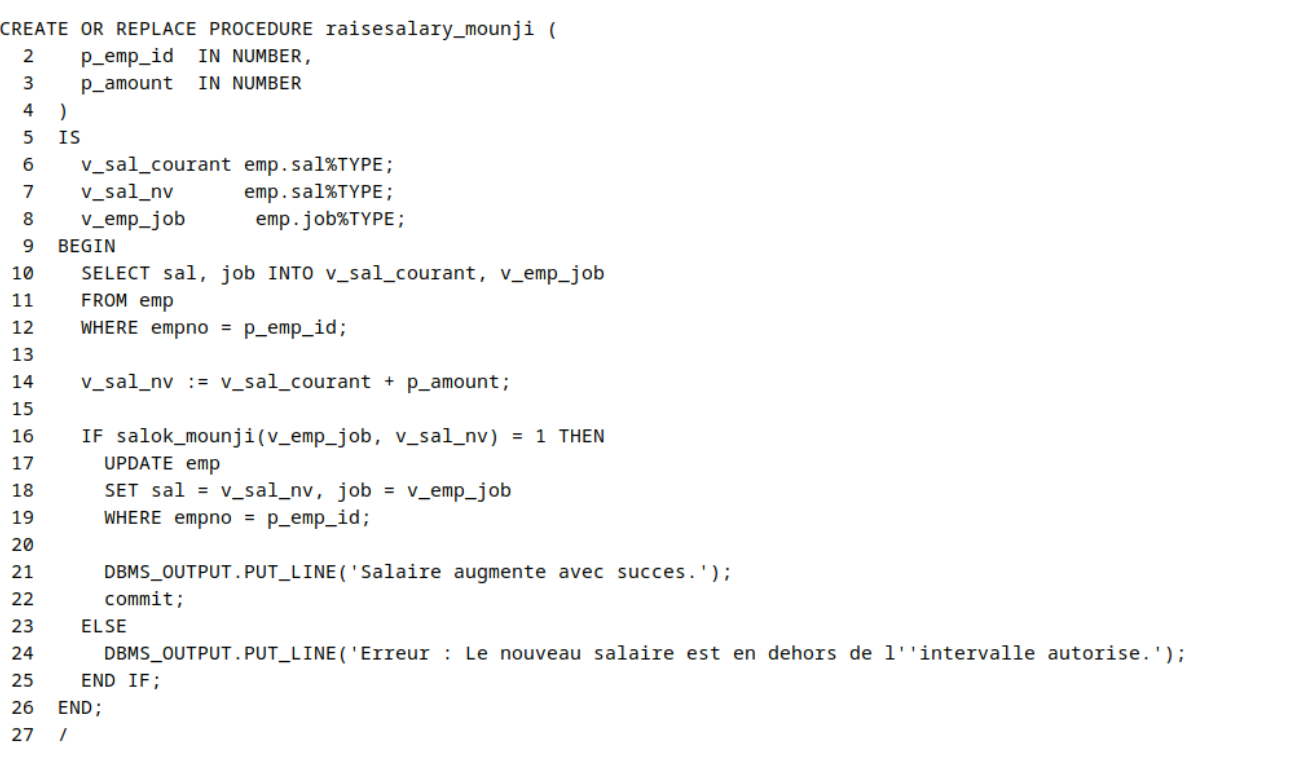 CREATE OR REPLACE PROCEDURE raisesalary_mounji (
  2    p_emp_id  IN NUMBER,
  3    p_amount  IN NUMBER
  4  )
  5  IS
  6    v_sal_courant emp.sal%TYPE;
  7    v_sal_nv      emp.sal%TYPE;
  8    v_emp_job      emp.job%TYPE;
  9  BEGIN
 10    SELECT sal, job INTO v_sal_courant, v_emp_job
 11    FROM emp
 12    WHERE empno = p_emp_id;
 13
 14    v_sal_nv := v_sal_courant + p_amount;
 15
 16    IF salok_mounji(v_emp_job, v_sal_nv) = 1 THEN
 17      UPDATE emp
 18      SET sal = v_sal_nv, job = v_emp_job
 19      WHERE empno = p_emp_id;
 20
 21      DBMS_OUTPUT.PUT_LINE('Salaire augmente avec succes.');
 22      commit;
 23    ELSE
 24      DBMS_OUTPUT.PUT_LINE('Erreur : Le nouveau salaire est en dehors de l''intervalle autorise.');
 25    END IF;
 26  END;
 27  /